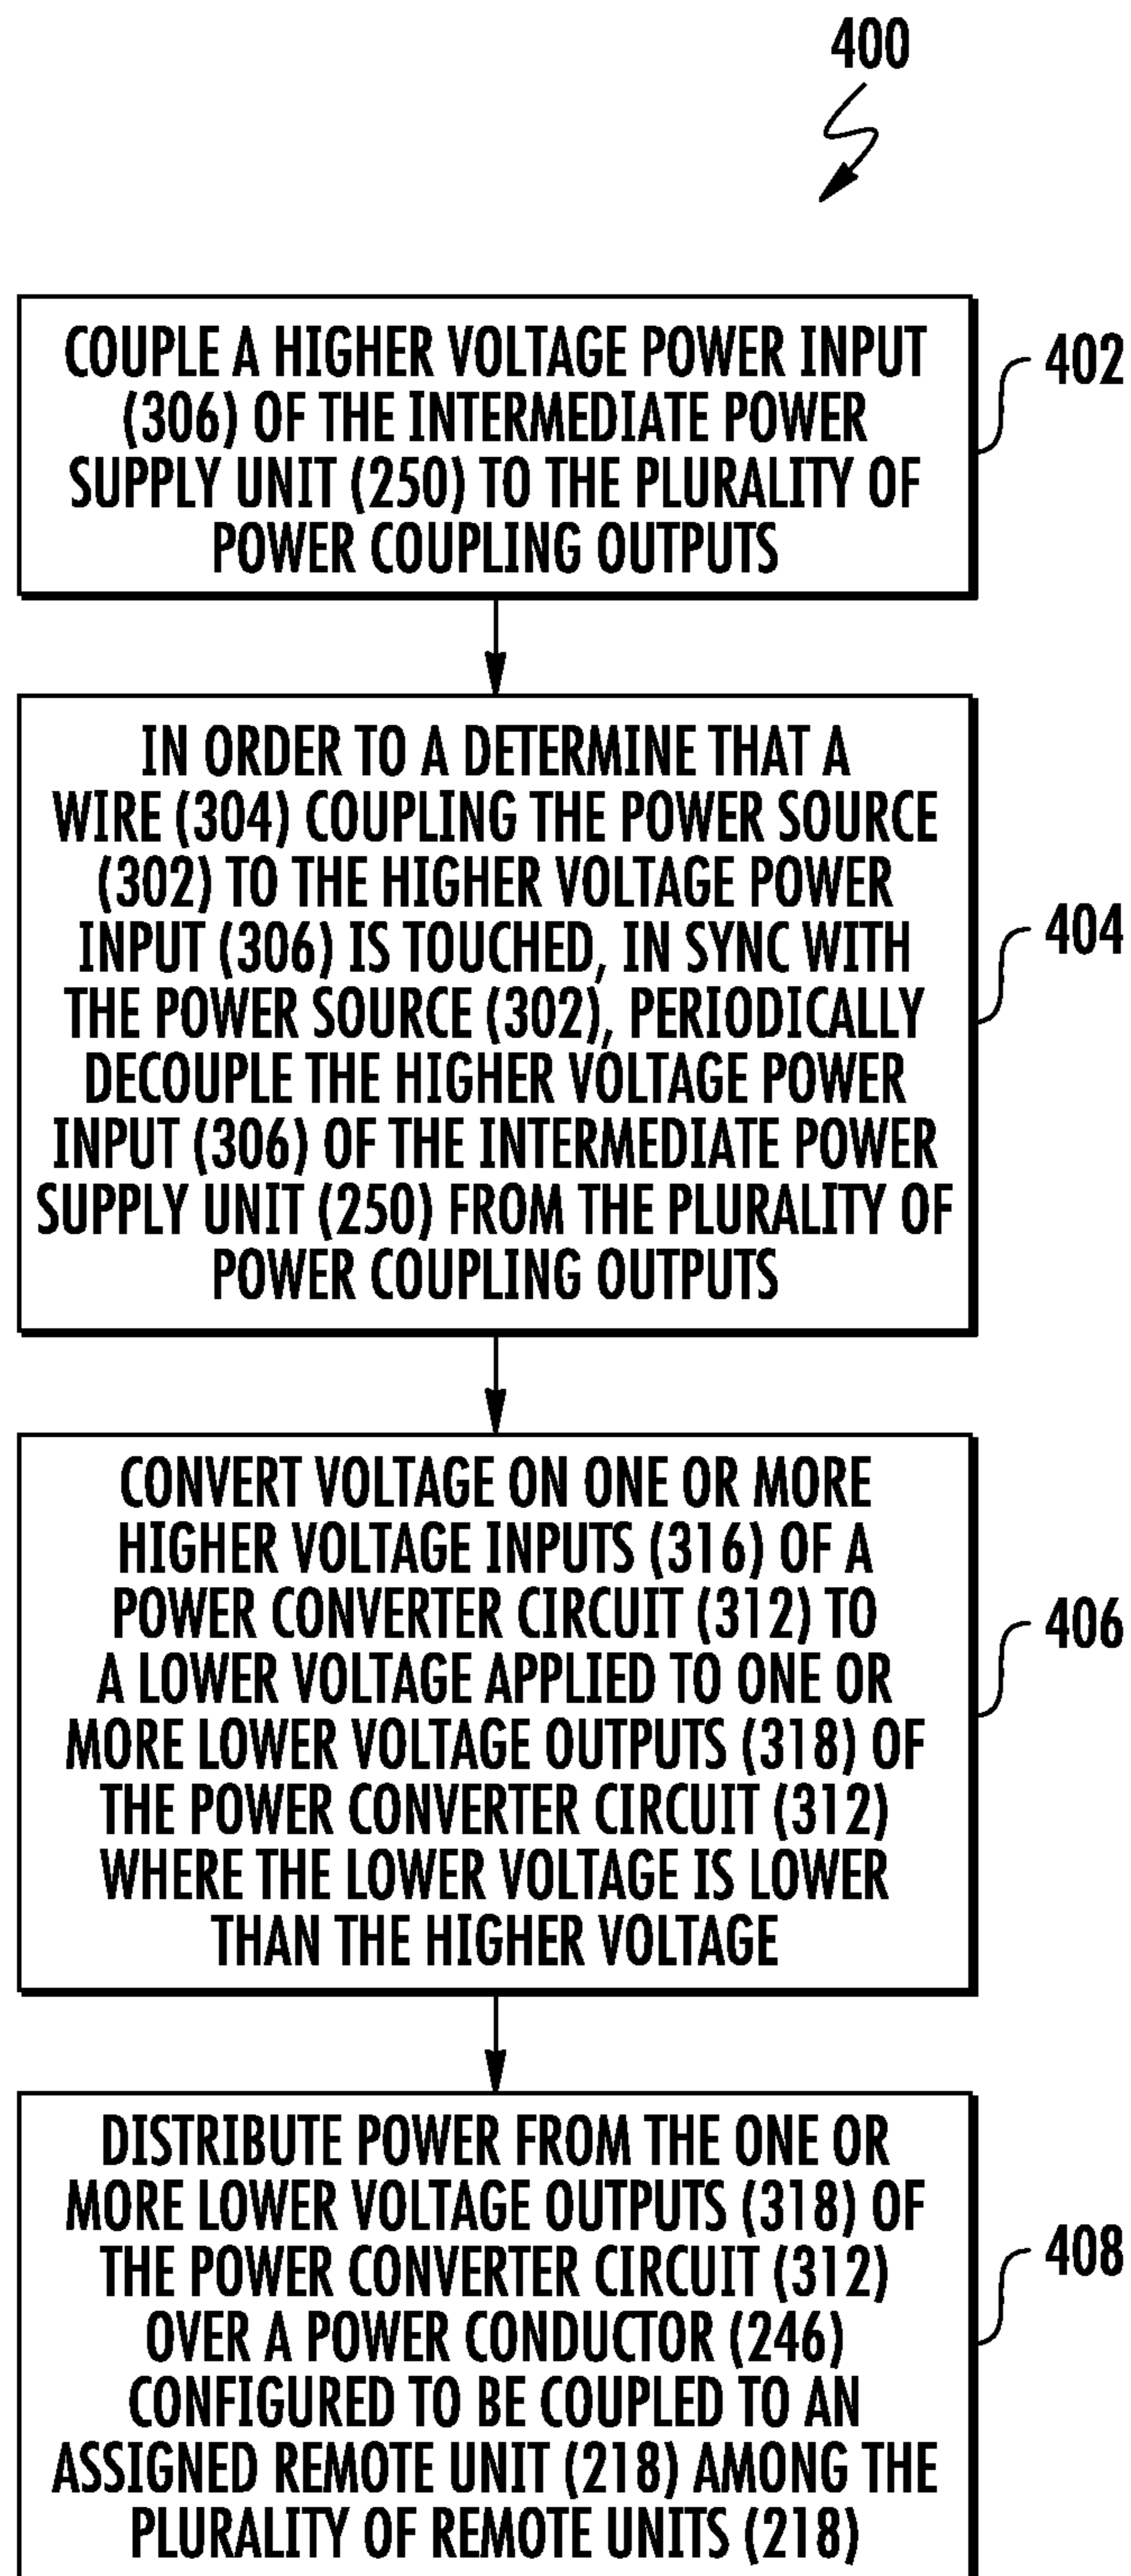 400
COUPLE A HIGHER VOLTAGE POWER INPUT
(306) OF THE INTERMEDIATE POWER
SUPPLY UNIT (250) TO THE PLURALITY OF
POWER COUPLING OUTPUTS
402
IN ORDER TO A DETERMINE THAT A
WIRE (304) COUPLING THE POWER SOURCE
(302) TO THE HIGHER VOLTAGE POWER
INPUT (306) IS TOUCHED, IN SYNC WITH
THE POWER SOURCE (302), PERIODICALLY
DECOUPLE THE HIGHER VOLTAGE POWER
INPUT (306) OF THE INTERMEDIATE POWER
SUPPLY UNIT (250) FROM THE PLURALITY OF
POWER COUPLING OUTPUTS
404
CONVERT VOLTAGE ON ONE OR MORE
HIGHER VOLTAGE INPUTS (316) OF A
POWER CONVERTER CIRCUIT (312) TO
A LOWER VOLTAGE APPLIED TO ONE OR
MORE LOWER VOLTAGE OUTPUTS (318) OF
THE POWER CONVERTER CIRCUIT (312)
WHERE THE LOWER VOLTAGE IS LOWER
THAN THE HIGHER VOLTAGE
406
DISTRIBUTE POWER FROM THE ONE OR
MORE LOWER VOLTAGE OUTPUTS (318) OF
THE POWER CONVERTER CIRCUIT (312)
OVER A POWER CONDUCTOR (246)
CONFIGURED TO BE COUPLED TO AN
ASSIGNED REMOTE UNIT (218) AMONG THE
PLURALITY OF REMOTE UNITS (218)
408